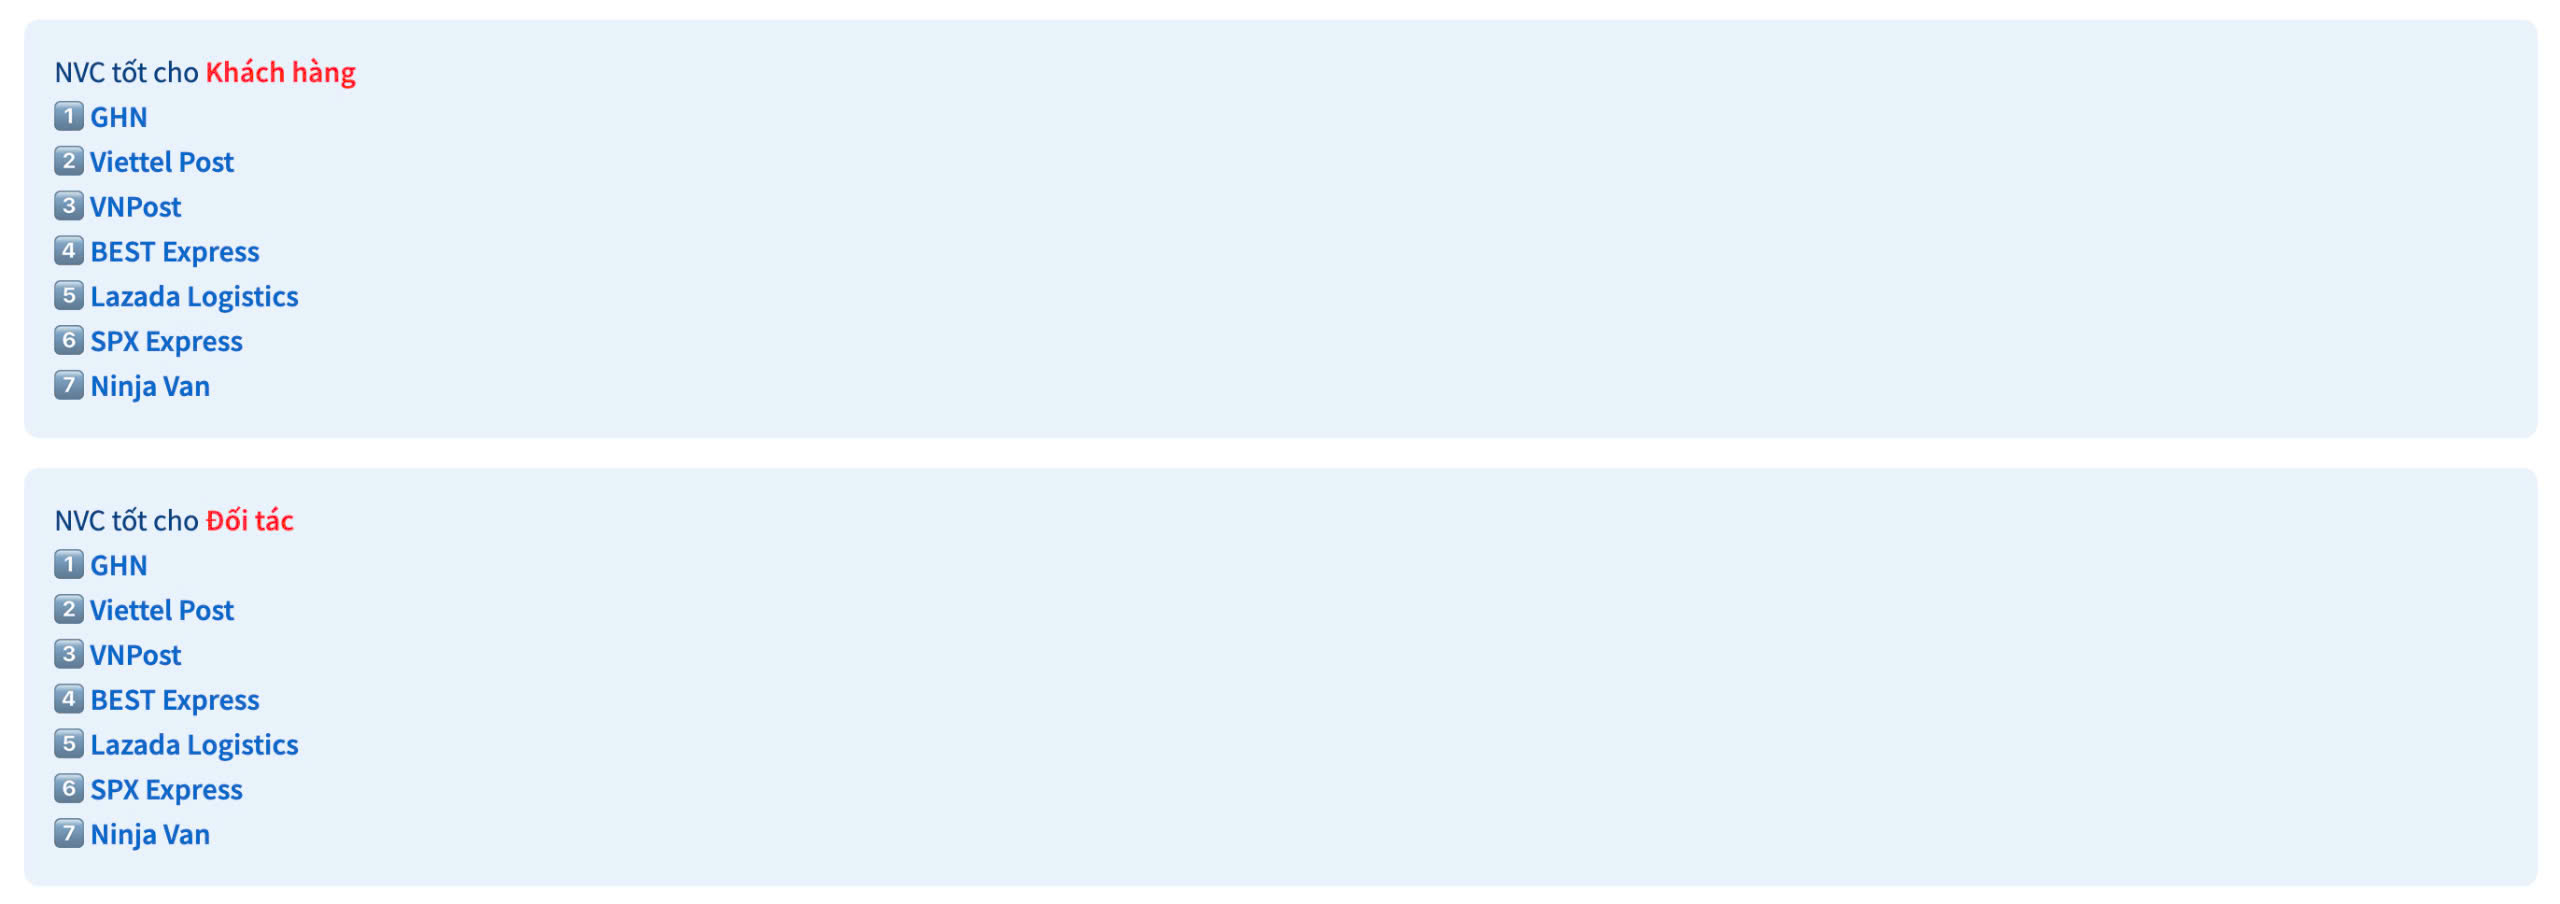 NVC tốt cho Khách hàng
1️⃣ GHN
2️⃣ Viettel Post
3️⃣ VNPost
4️⃣ BEST Express
5️⃣ Lazada Logistics
6️⃣ SPX Express
7️⃣ Ninja Van
NVC tốt cho Đối tác
1️⃣ GHN
2️⃣ Viettel Post
3️⃣ VNPost
4️⃣ BEST Express
5️⃣ Lazada Logistics
6️⃣ SPX Express
7️⃣ Ninja Van